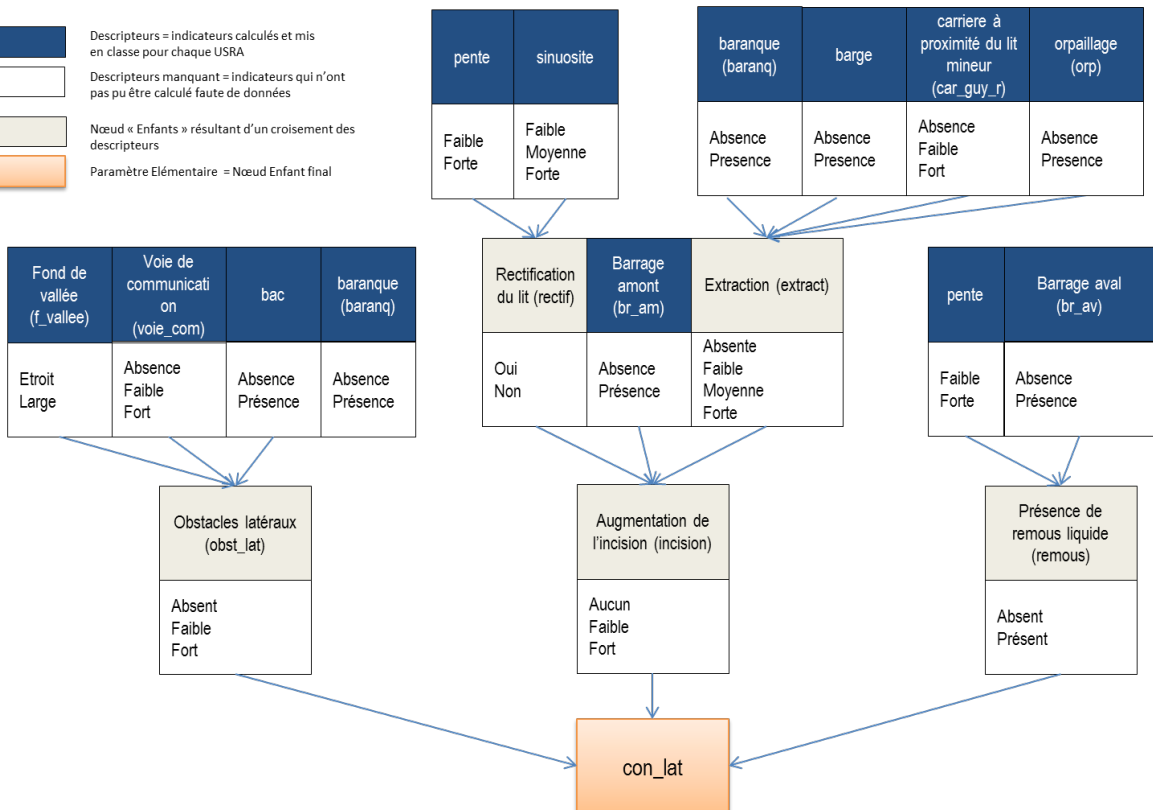 Descripteurs = indicateurs calculés et mis
en classe pour chaque USRA
Descripteurs manquant = indicateurs qui n'ont
pas pu être calculé faute de données
Nœud « Enfants » résultant d'un croisement des
descripteurs
Paramètre Elémentaire = Nœud Enfant final
pente
sinuosite
Faible
Forte
Faible
Moyenne
Forte
baranque
(baranq)
barge
carriere à
proximité du lit
mineur
(car_guy_r)
orpaillage
(orp)
Absence
Presence
Absence
Presence
Absence
Faible
Fort
Absence
Presence
Fond de
vallée
(f_vallee)
Voie de
communicati
on
(voie_com)
bac
baranque
(baranq)
Etroit
Large
Absence
Faible
Fort
Absence
Présence
Absence
Présence
Rectification
du lit (rectif)
Barrage
amont
(br_am)
Extraction (extract)
Oui
Non
Absence
Présence
Absente
Faible
Moyenne
Forte
pente
Barrage aval
(br_av)
Faible
Forte
Absence
Présence
Obstacles latéraux
(obst_lat)
Absent
Faible
Fort
Augmentation de
l'incision (incision)
Aucun
Faible
Fort
Présence de
remous liquide
(remous)
Absent
Présent
con_lat